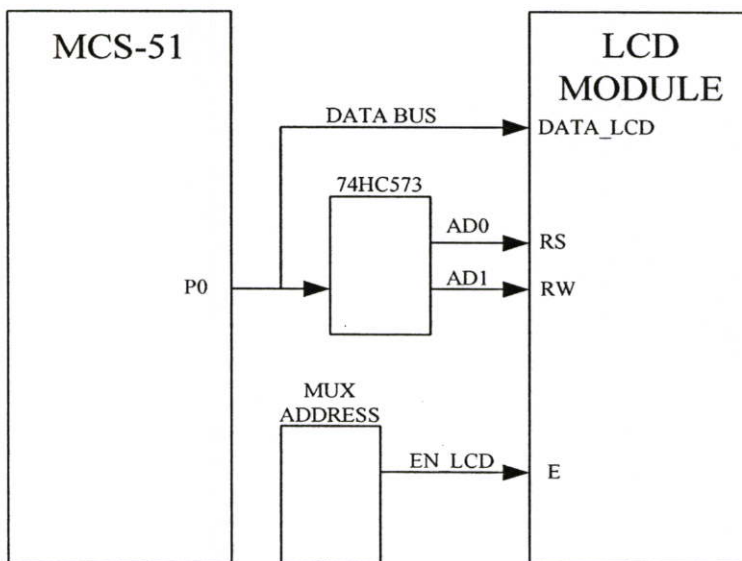 MCS-51
LCD
MODULE
DATA BUS
DATA_LCD
74HC573
AD0
RS
P0
AD1
RW
MUX
ADDRESS
EN_LCD
E